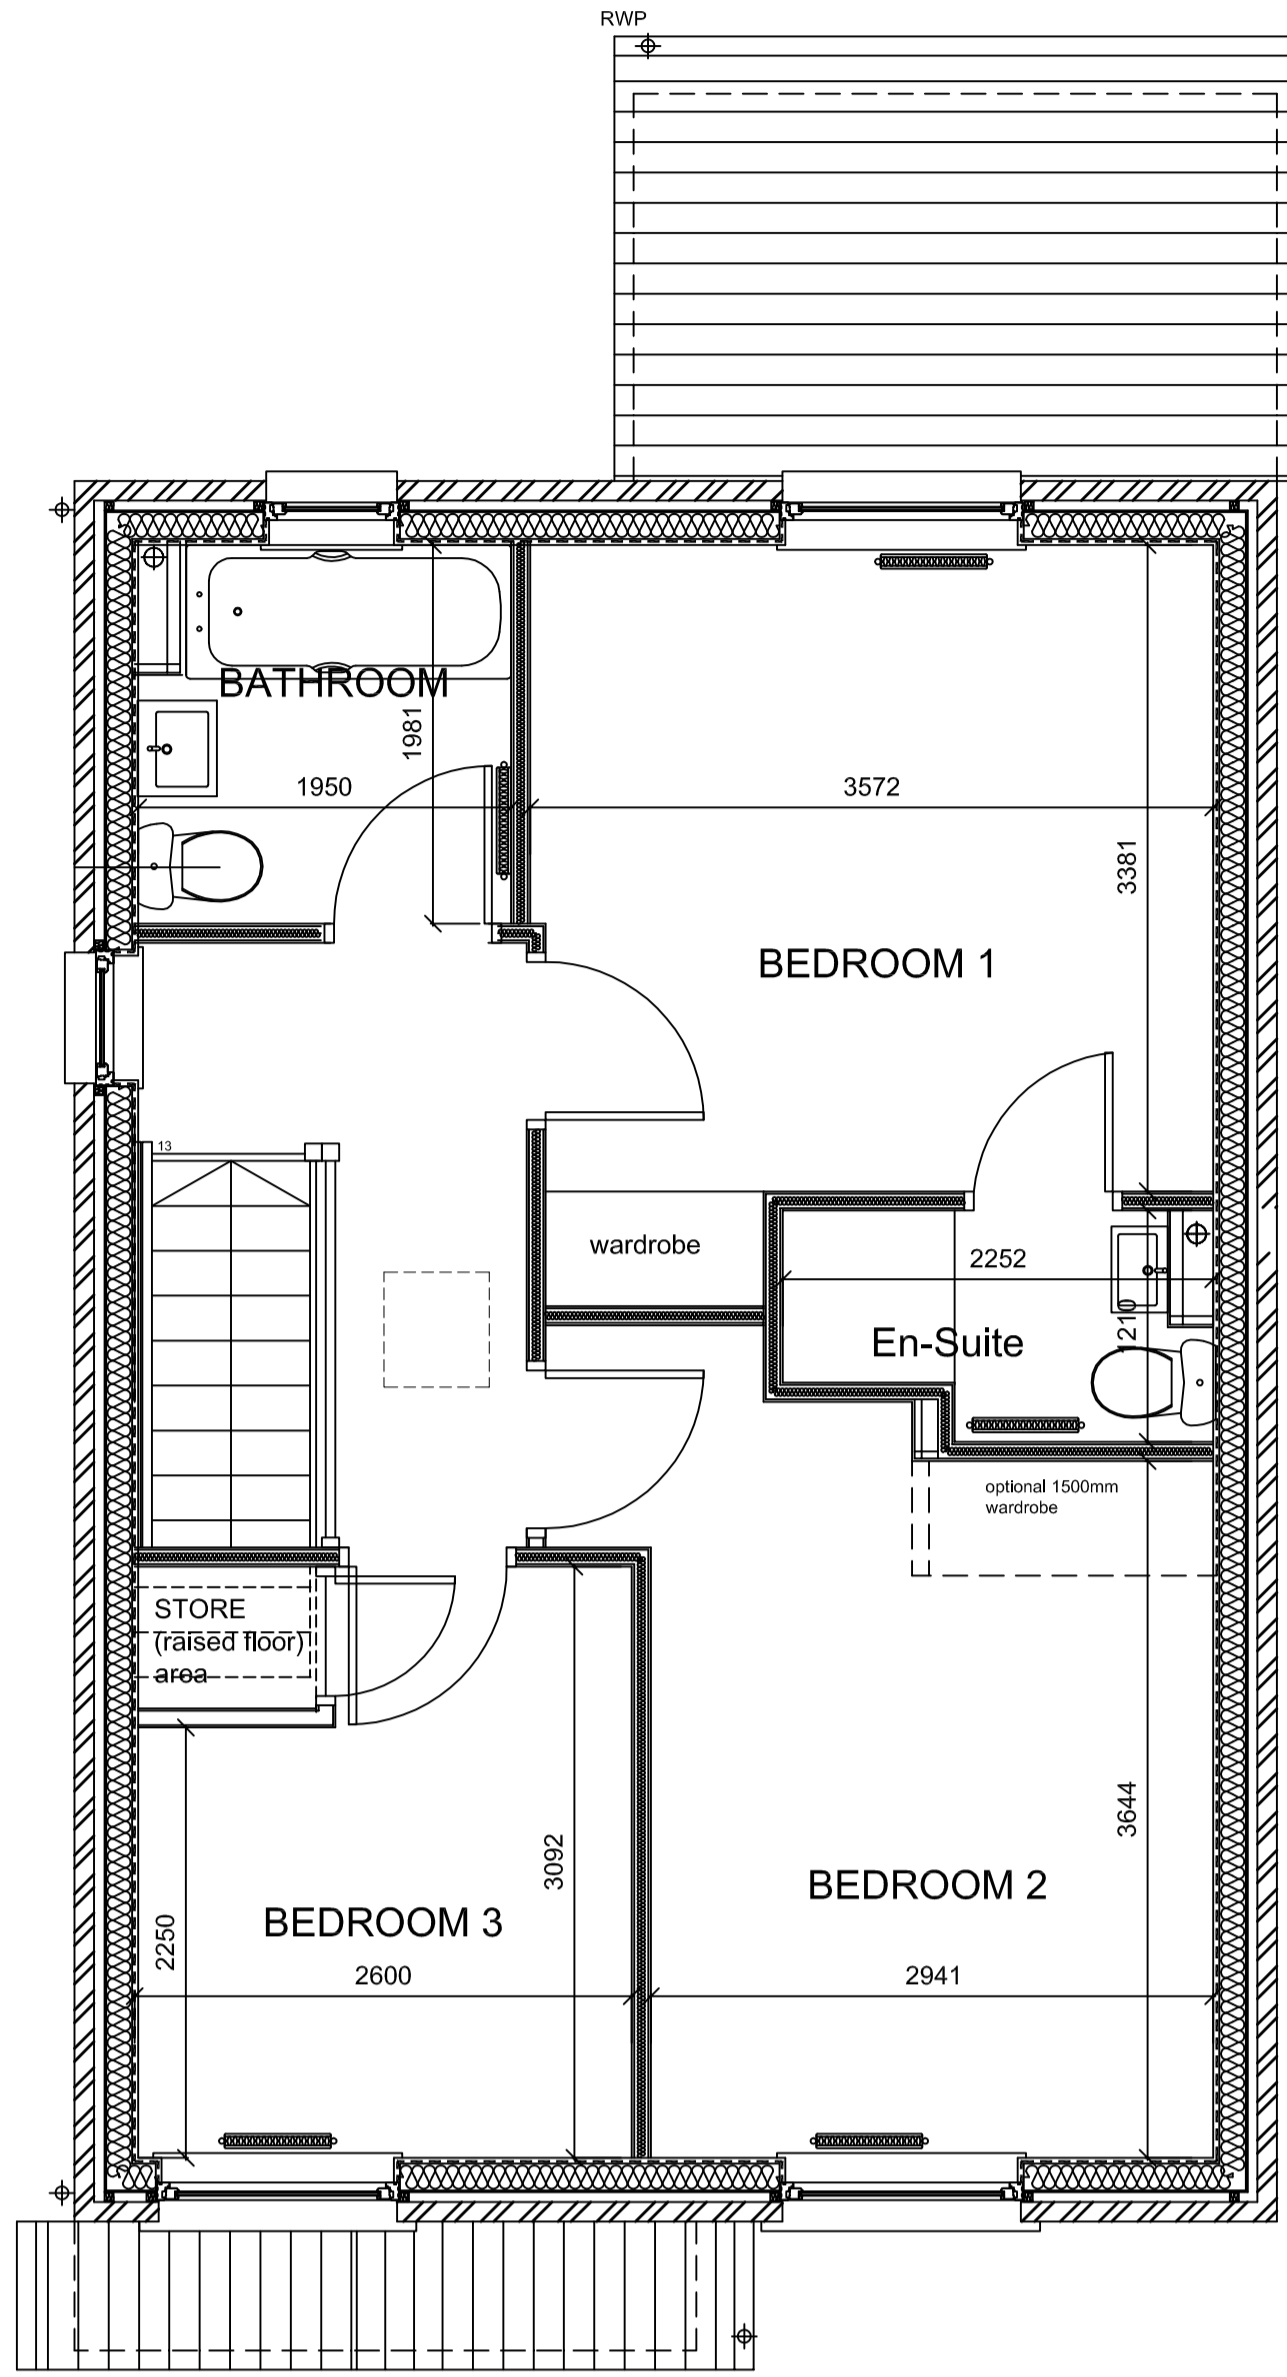 RWP
BATHROOM
1981
1950
3572
3381
BEDROOM 1
13
wardrobe
2252
1210
En-Suite
optional 1500mm
wardrobe
STORE
(raised floor)
area
3644
3092
BEDROOM 2
2250
BEDROOM 3
2600
2941